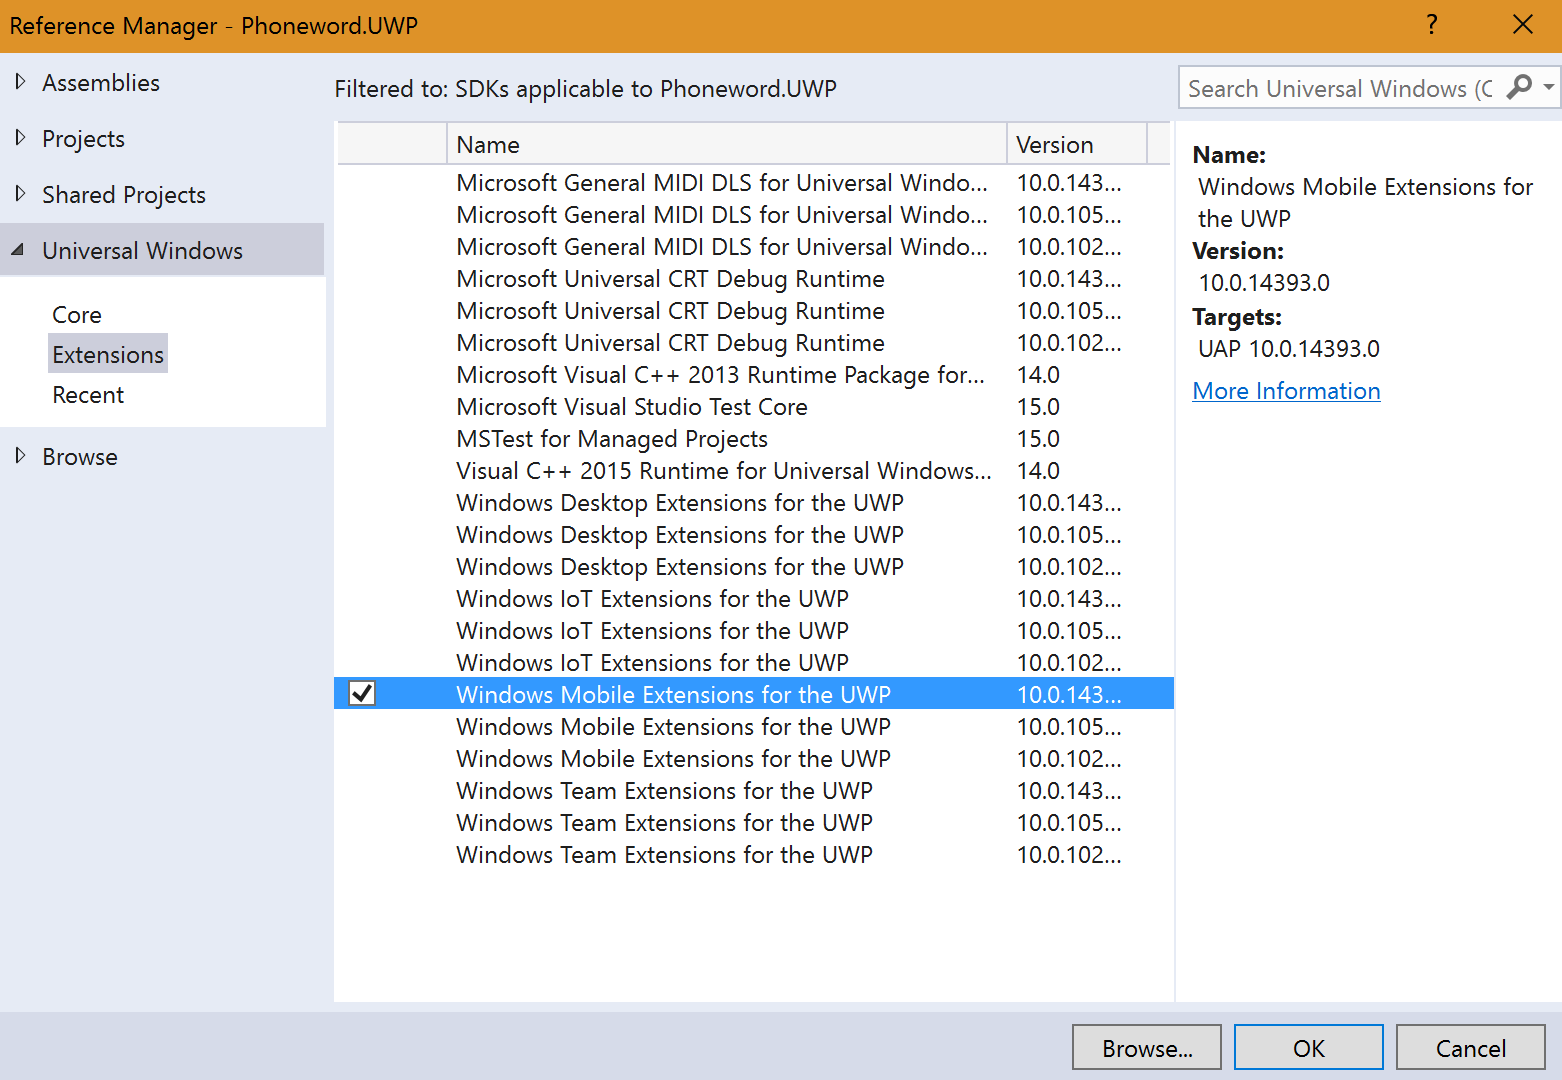 Reference Manager - Phoneword.UWP
?
Assemblies
Projects
Shared Projects
Universal Windows
Core
Extensions
Recent
Browse
Filtered to: SDKs applicable to Phoneword.UWP
Search Universal Windows (C
Name Version
Microsoft General MIDI DLS for Universal Windo... 10.0.143...
Microsoft General MIDI DLS for Universal Windo... 10.0.105...
Microsoft General MIDI DLS for Universal Windo... 10.0.102...
Microsoft Universal CRT Debug Runtime 10.0.143...
Microsoft Universal CRT Debug Runtime 10.0.105...
Microsoft Universal CRT Debug Runtime 10.0.102...
Microsoft Visual C++ 2013 Runtime Package for... 14.0
Microsoft Visual Studio Test Core 15.0
MSTest for Managed Projects 15.0
Visual C++ 2015 Runtime for Universal Windows... 14.0
Windows Desktop Extensions for the UWP 10.0.143...
Windows Desktop Extensions for the UWP 10.0.105...
Windows Desktop Extensions for the UWP 10.0.102...
Windows IoT Extensions for the UWP 10.0.143...
Windows IoT Extensions for the UWP 10.0.105...
Windows IoT Extensions for the UWP 10.0.102...
Windows Mobile Extensions for the UWP 10.0.143...
Windows Mobile Extensions for the UWP 10.0.105...
Windows Mobile Extensions for the UWP 10.0.102...
Windows Team Extensions for the UWP 10.0.143...
Windows Team Extensions for the UWP 10.0.105...
Windows Team Extensions for the UWP 10.0.102...
Name:
Windows Mobile Extensions for
the UWP
Version:
10.0.14393.0
Targets:
UAP 10.0.14393.0
More Information
Browse... OK Cancel